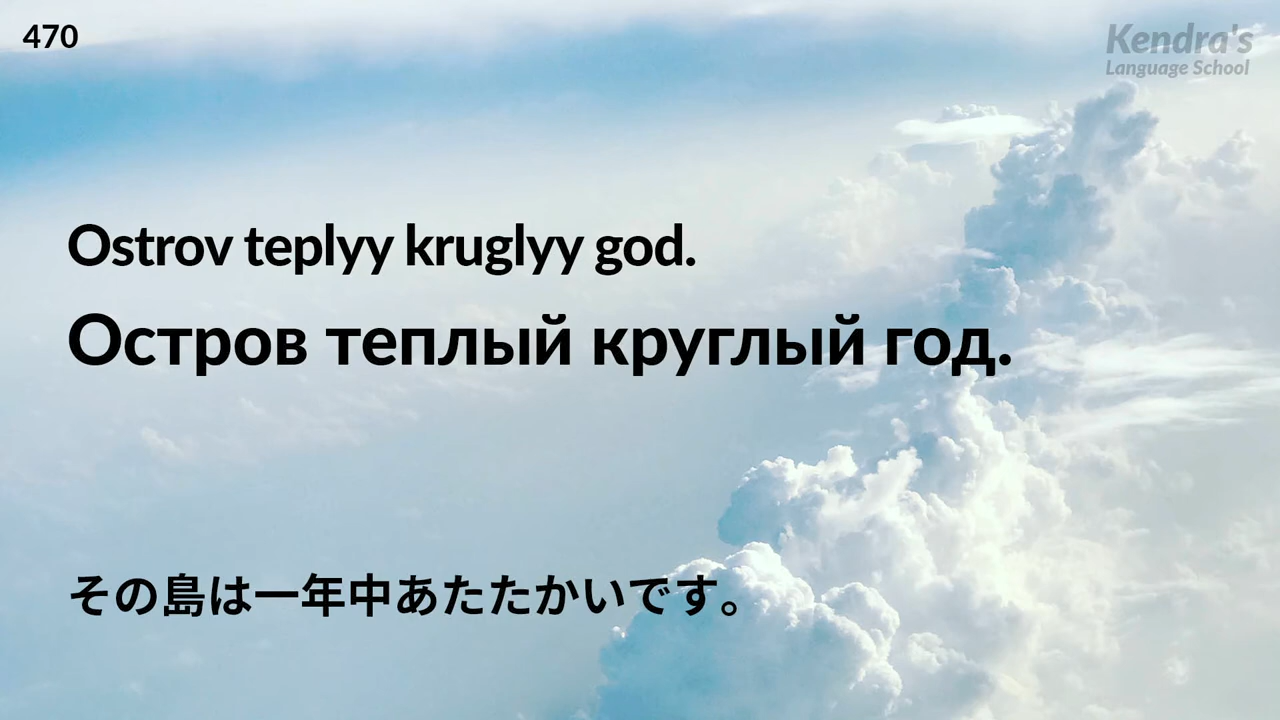 470
Kendra's
Language School
Ostrov teplyy kruglyy god.
Остров теплый круглый год.
その島は一年中あたたかいです。